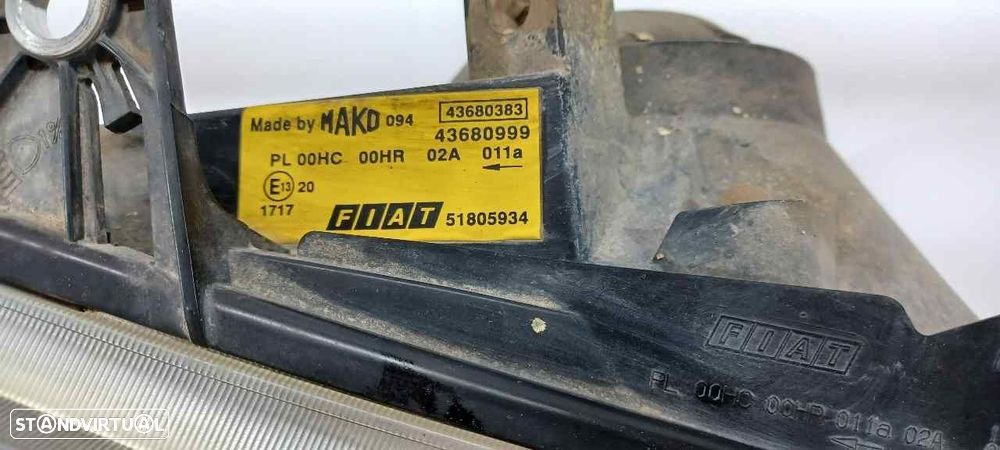 Made by MAKO 094 43680383
43680999
PL 00HC 00HR 02A 011a
E13 20
1717
FIAT 51805934
FIAT
PL 00HC 00HR 011a 02A
STANDVIRTUAL